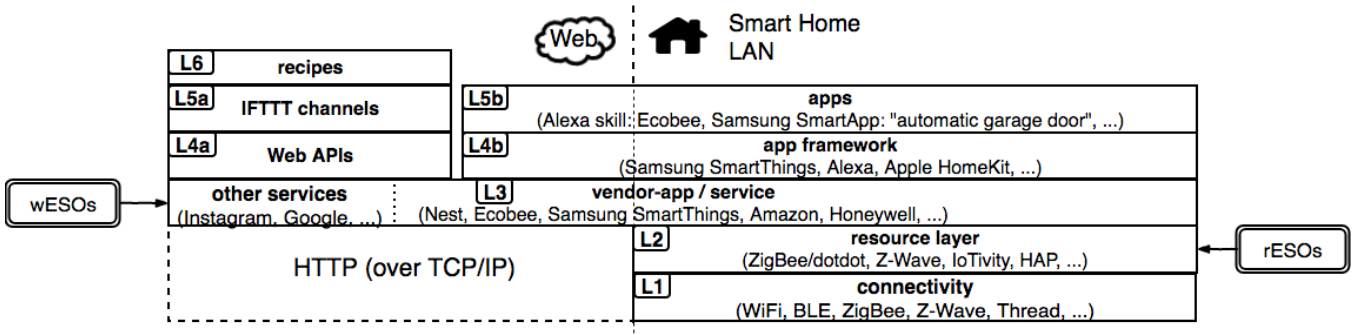 Web
Smart Home
LAN
L6
recipes
L5a
IFTTT channels
L5b
apps
(Alexa skill: Ecobee, Samsung SmartApp: "automatic garage door", ...)
L4a
Web APIs
L4b
app framework
(Samsung SmartThings, Alexa, Apple HomeKit, ...)
wESOs
other services
(Instagram, Google, ...)
L3
vendor-app / service
(Nest, Ecobee, Samsung SmartThings, Amazon, Honeywell, ...)
HTTP (over TCP/IP)
L2
resource layer
(ZigBee/dotdot, Z-Wave, IoTivity, HAP, ...)
rESOs
L1
connectivity
(WiFi, BLE, ZigBee, Z-Wave, Thread, ...)